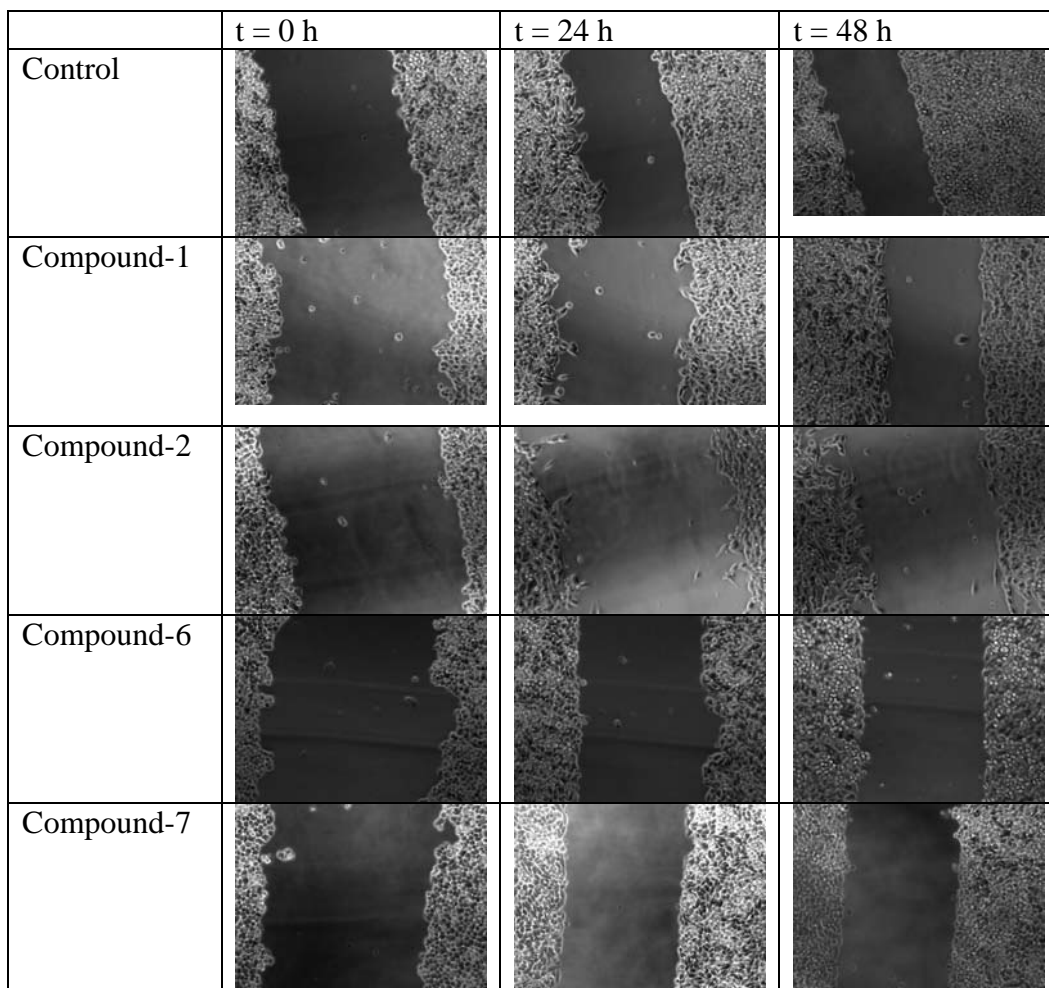 t = 0 h t = 24 h t = 48 h
Control
Compound-1
Compound-2
Compound-6
Compound-7